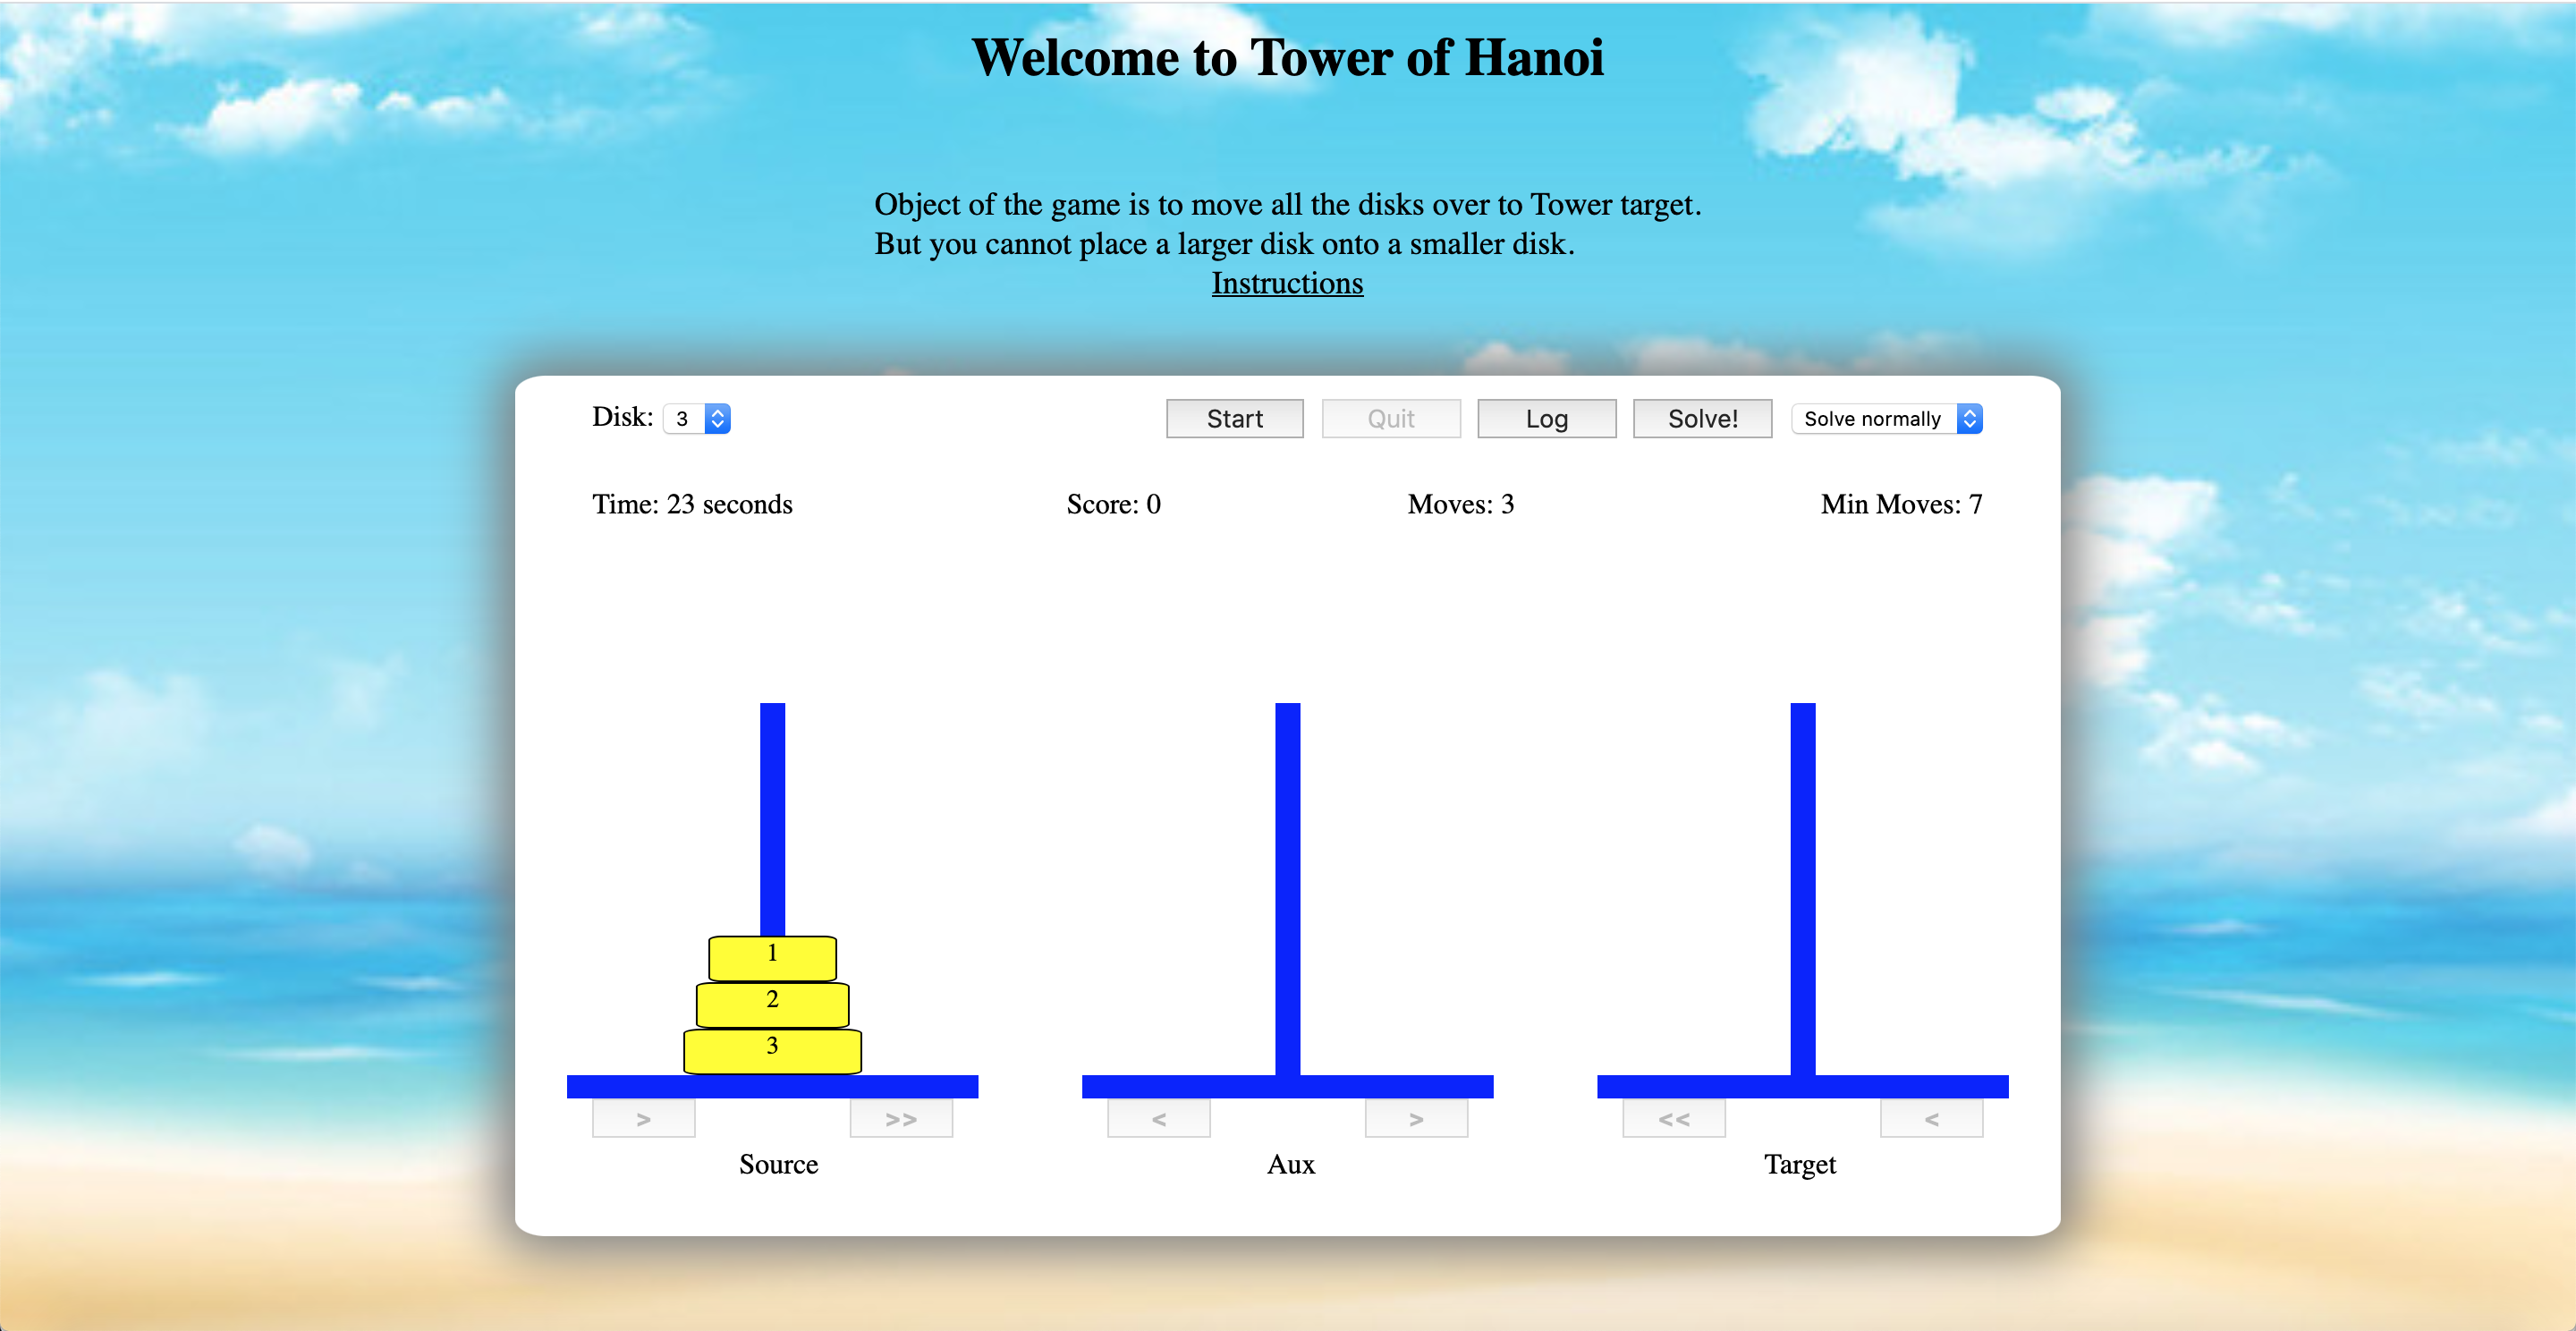 Welcome to Tower of Hanoi
Object of the game is to move all the disks over to Tower target.
But you cannot place a larger disk onto a smaller disk.
Instructions
Disk: 3 Start Quit Log Solve! Solve normally
Time: 23 seconds Score: 0 Moves: 3 Min Moves: 7
1
2
3
> >> < > << <
Source Aux Target